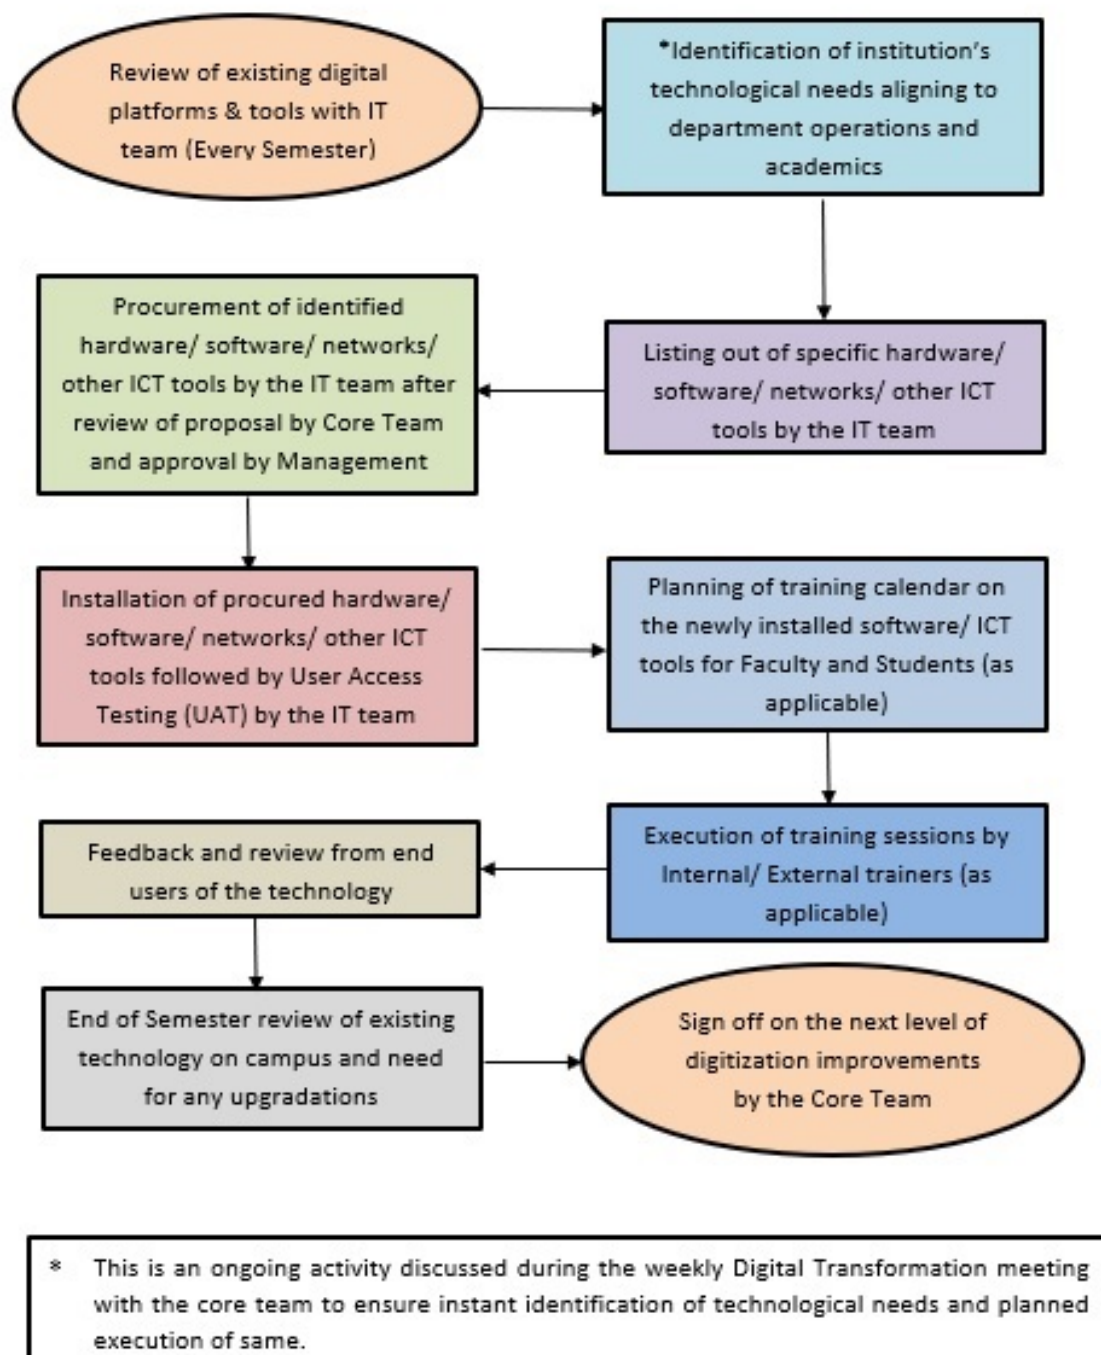 Review of existing digital
platforms & tools with IT
team (Every Semester)
*Identification of institution's
technological needs aligning to
department operations and
academics
Listing out of specific hardware/
software/ networks/ other ICT
tools by the IT team
Procurement of identified
hardware/ software/ networks/
other ICT tools by the IT team after
review of proposal by Core Team
and approval by Management
Installation of procured hardware/
software/ networks/ other ICT
tools followed by User Access
Testing (UAT) by the IT team
Planning of training calendar on
the newly installed software/ ICT
tools for Faculty and Students (as
applicable)
Execution of training sessions by
Internal/ External trainers (as
applicable)
Feedback and review from end
users of the technology
End of Semester review of existing
technology on campus and need
for any upgradations
Sign off on the next level of
digitization improvements
by the Core Team
* This is an ongoing activity discussed during the weekly Digital Transformation meeting
with the core team to ensure instant identification of technological needs and planned
execution of same.